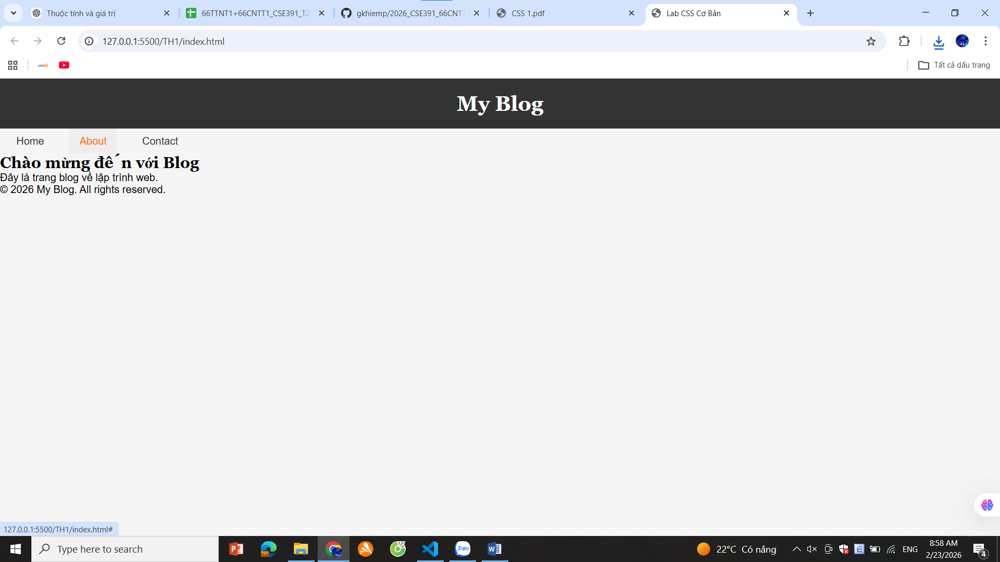 Thuộc tính và giá trị
66TTNT1+66CNTT1_CSE391_T2
gkhiemp/2026_CSE391_66CNTT
CSS 1.pdf
Lab CSS Cơ Bản
127.0.0.1:5500/TH1/index.html
Tất cả dấu trang
My Blog
Home About Contact
Chào mừng đến với Blog
Đây là trang blog về lập trình web.
© 2026 My Blog. All rights reserved.
127.0.0.1:5500/TH1/index.html#
Type here to search
Zalo
22°C Có nắng
ENG
8:58 AM
2/23/2026
4